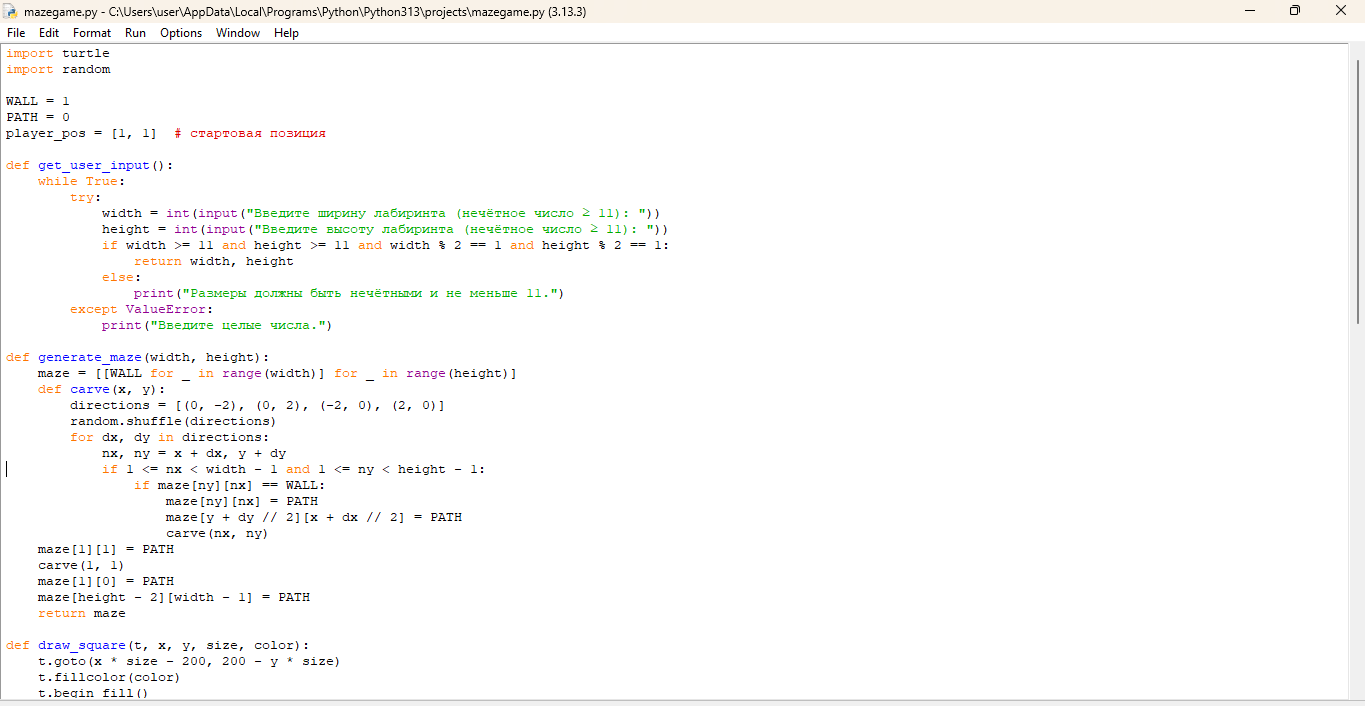 mazegame.py - C:\Users\user\AppData\Local\Programs\Python\Python313\projects\mazegame.py (3.13.3)
File Edit Format Run Options Window Help
import turtle
import random
WALL = 1
PATH = 0
player_pos = [1, 1]  # стартовая позиция
def get_user_input():
    while True:
        try:
            width = int(input("Введите ширину лабиринта (нечётное число ≥ 11): "))
            height = int(input("Введите высоту лабиринта (нечётное число ≥ 11): "))
            if width >= 11 and height >= 11 and width % 2 == 1 and height % 2 == 1:
                return width, height
            else:
                print("Размеры должны быть нечётными и не меньше 11.")
        except ValueError:
            print("Введите целые числа.")
def generate_maze(width, height):
    maze = [[WALL for _ in range(width)] for _ in range(height)]
    def carve(x, y):
        directions = [(0, -2), (0, 2), (-2, 0), (2, 0)]
        random.shuffle(directions)
        for dx, dy in directions:
            nx, ny = x + dx, y + dy
            if 1 <= nx < width - 1 and 1 <= ny < height - 1:
                if maze[ny][nx] == WALL:
                    maze[ny][nx] = PATH
                    maze[y + dy // 2][x + dx // 2] = PATH
                    carve(nx, ny)
    maze[1][1] = PATH
    carve(1, 1)
    maze[1][0] = PATH
    maze[height - 2][width - 1] = PATH
    return maze
def draw_square(t, x, y, size, color):
    t.goto(x * size - 200, 200 - y * size)
    t.fillcolor(color)
    t.begin_fill()